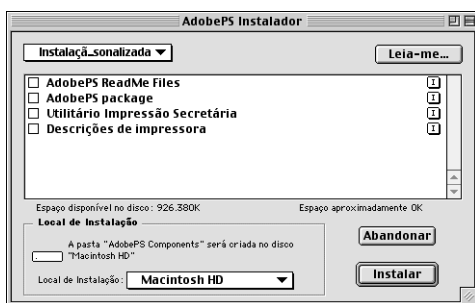 AdobePS Instalador
Instalaçã…sonalizada
Leia-me...
AdobePS ReadMe Files
AdobePS package
Utilitário Impressão Secretária
Descrições de impressora
Espaço disponível no disco: 926.380K Espaço aproximadamente 0K
Local de Instalação
A pasta "AdobePS Components" será criada no disco
"Macintosh HD"
Local de Instalação: Macintosh HD
Abandonar
Instalar